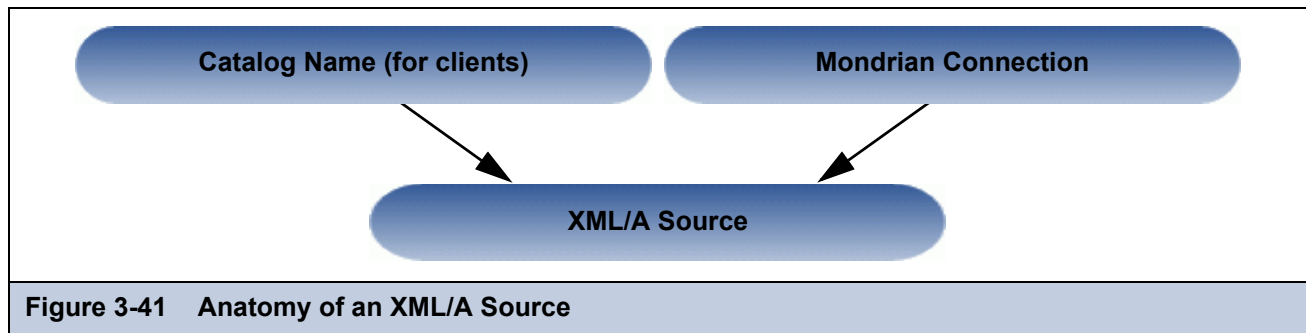 Catalog Name (for clients)
Mondrian Connection
XML/A Source
Figure 3-41 Anatomy of an XML/A Source